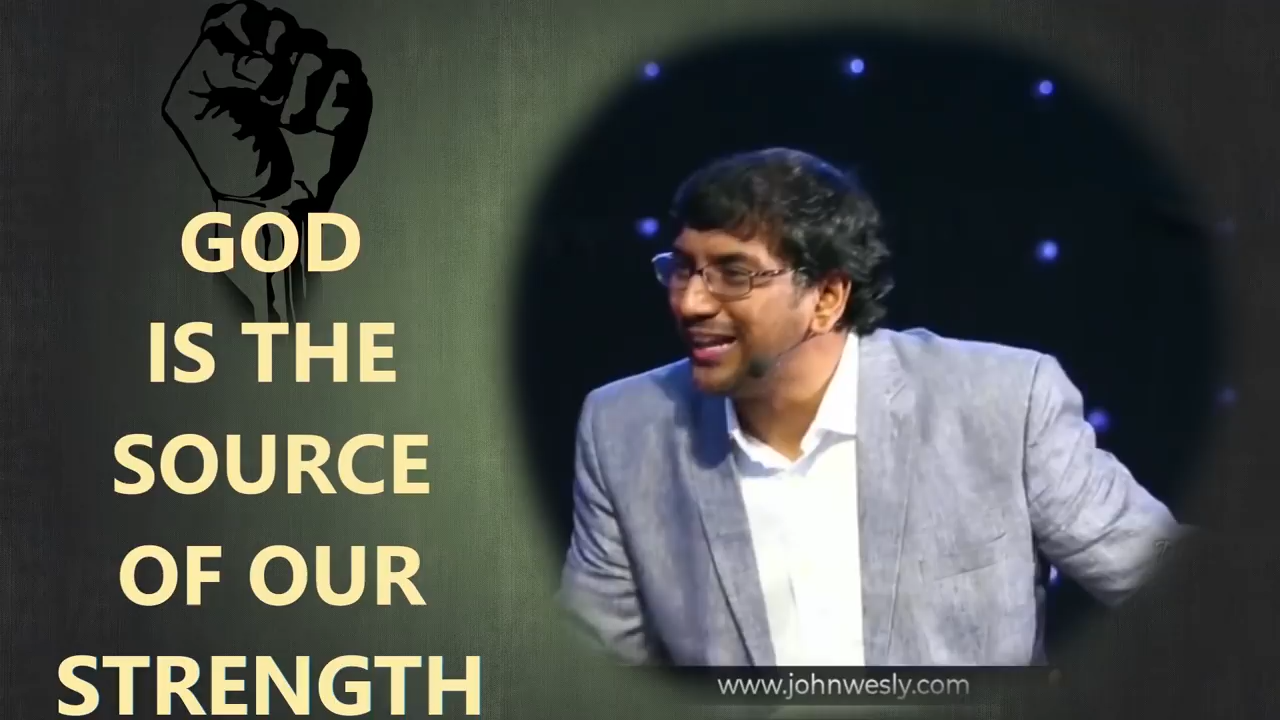 GOD
IS THE
SOURCE
OF OUR
STRENGTH
www.johnwesly.com